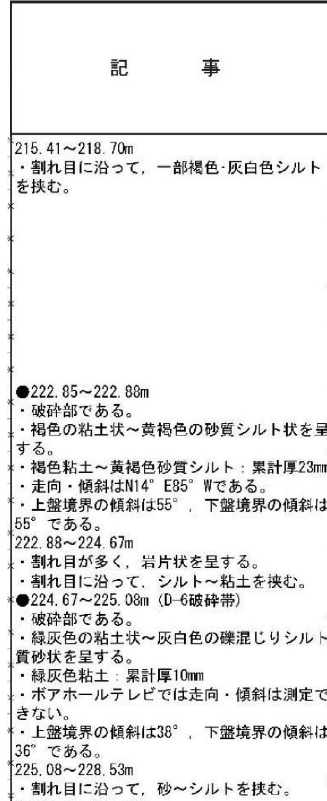 記 事
215.41~218.70m
・割れ目に沿って，一部褐色･灰白色シルト
を挟む。
●222.85~222.88m
・破砕部である。
・褐色の粘土状~黄褐色の砂質シルト状を呈
する。
・褐色粘土~黄褐色砂質シルト：累計厚23mm
・走向・傾斜はN14° E85° Wである。
・上盤境界の傾斜は55° ，下盤境界の傾斜は
55° である。
222.88~224.67m
・割れ目が多く，岩片状を呈する。
・割れ目に沿って，シルト~粘土を挟む。
●224.67~225.08m (D-6破砕帯)
・破砕部である。
・緑灰色の粘土状~灰白色の礫混じりシルト
質砂状を呈する。
・緑灰色粘土：累計厚10mm
・ボアホールテレビでは走向・傾斜は測定で
きない。
・上盤境界の傾斜は38° ，下盤境界の傾斜は
36° である。
225.08~228.53m
・割れ目に沿って，砂~シルトを挟む。